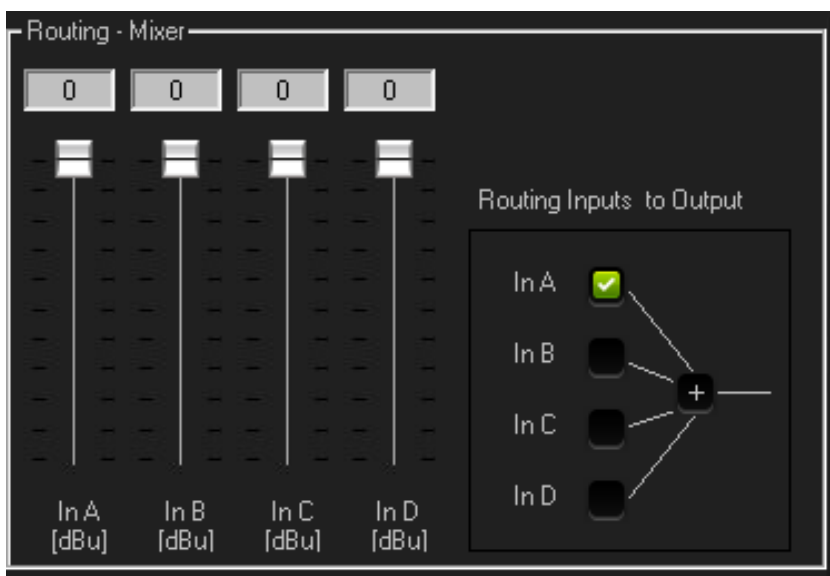 Routing - Mixer
0 0 0 0
Routing Inputs to Output
In A
In B
+
In C
In D
In A In B In C In D
[dBu] [dBu] [dBu] [dBu]